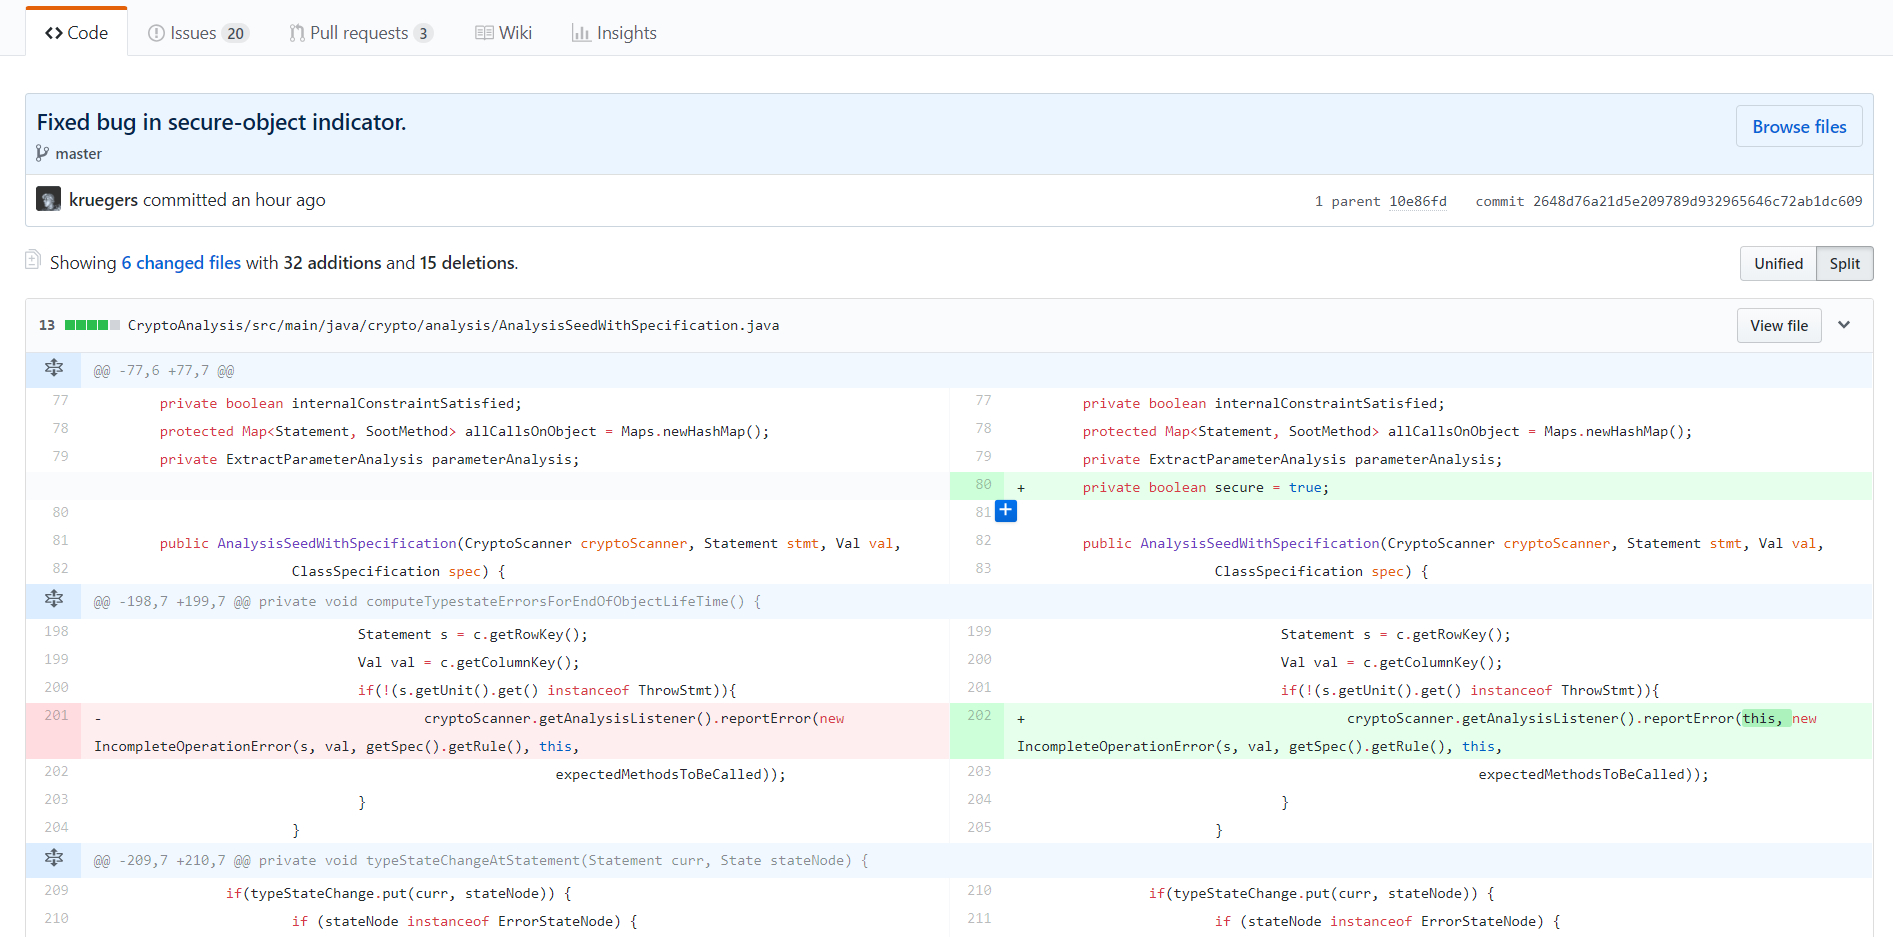 Code Issues 20 Pull requests 3 Wiki Insights
Fixed bug in secure-object indicator.
Browse files
master
kruegers committed an hour ago
1 parent 10e86fd commit 2648d76a21d5e209789d932965646c72ab1dc609
Showing 6 changed files with 32 additions and 15 deletions.
Unified Split
13 CryptoAnalysis/src/main/java/crypto/analysis/AnalysisSeedWithSpecification.java
View file
@@ -77,6 +77,7 @@
77 private boolean internalConstraintSatisfied; 77 private boolean internalConstraintSatisfied;
78 protected Map<Statement, SootMethod> allCallsOnObject = Maps.newHashMap(); 78 protected Map<Statement, SootMethod> allCallsOnObject = Maps.newHashMap();
79 private ExtractParameterAnalysis parameterAnalysis; 79 private ExtractParameterAnalysis parameterAnalysis;
80 + private boolean secure = true;
80 81 +
81 public AnalysisSeedWithSpecification(CryptoScanner cryptoScanner, Statement stmt, Val val, 82 public AnalysisSeedWithSpecification(CryptoScanner cryptoScanner, Statement stmt, Val val,
82 ClassSpecification spec) { 83 ClassSpecification spec) {
@@ -198,7 +199,7 @@ private void computeTypestateErrorsForEndOfObjectLifeTime() {
198 Statement s = c.getRowKey(); 199 Statement s = c.getRowKey();
199 Val val = c.getColumnKey(); 200 Val val = c.getColumnKey();
200 if(!(s.getUnit().get() instanceof ThrowStmt)){ 201 if(!(s.getUnit().get() instanceof ThrowStmt)){
201 - cryptoScanner.getAnalysisListener().reportError(new 202 + cryptoScanner.getAnalysisListener().reportError(this, new
IncompleteOperationError(s, val, getSpec().getRule(), this, IncompleteOperationError(s, val, getSpec().getRule(), this,
202 expectedMethodsToBeCalled)); 203 expectedMethodsToBeCalled));
203 } 204 }
204 } 205 }
@@ -209,7 +210,7 @@ private void typeStateChangeAtStatement(Statement curr, State stateNode) {
209 if(typeStateChange.put(curr, stateNode)) { 210 if(typeStateChange.put(curr, stateNode)) {
210 if (stateNode instanceof ErrorStateNode) { 211 if (stateNode instanceof ErrorStateNode) {